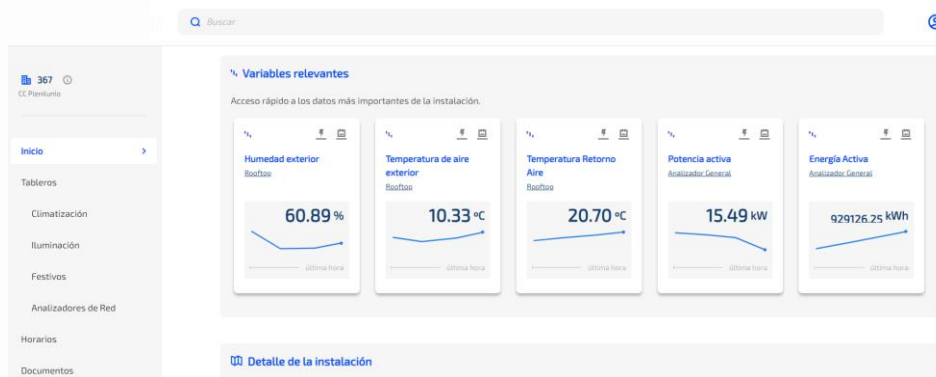 Buscar
367
CC Plenilunio
Inicio
Tableros
Climatización
Iluminación
Festivos
Analizadores de Red
Horarios
Documentos
Variables relevantes
Acceso rápido a los datos más importantes de la instalación.
Humedad exterior
Rooftop
60.89 %
última hora
Temperatura de aire
exterior
Rooftop
10.33 ºC
última hora
Temperatura Retorno
Aire
Rooftop
20.70 ºC
última hora
Potencia activa
Analizador General
15.49 kW
última hora
Energía Activa
Analizador General
929126.25 kWh
última hora
Detalle de la instalación